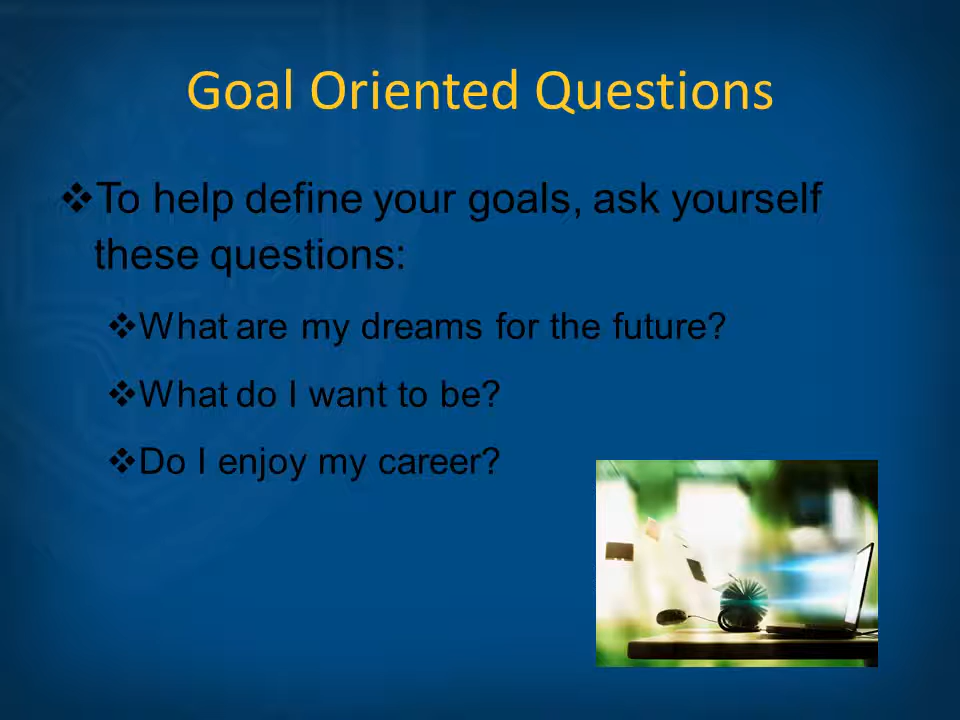 Goal Oriented Questions
❖To help define your goals, ask yourself
these questions:
❖What are my dreams for the future?
❖What do I want to be?
❖Do I enjoy my career?